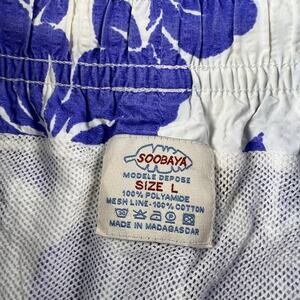 SOOBAYA
MODELE DEPOSE
SIZE L
100% POLYAMIDE
MESH LINE-100% COTTON
MADE IN MADAGASCAR